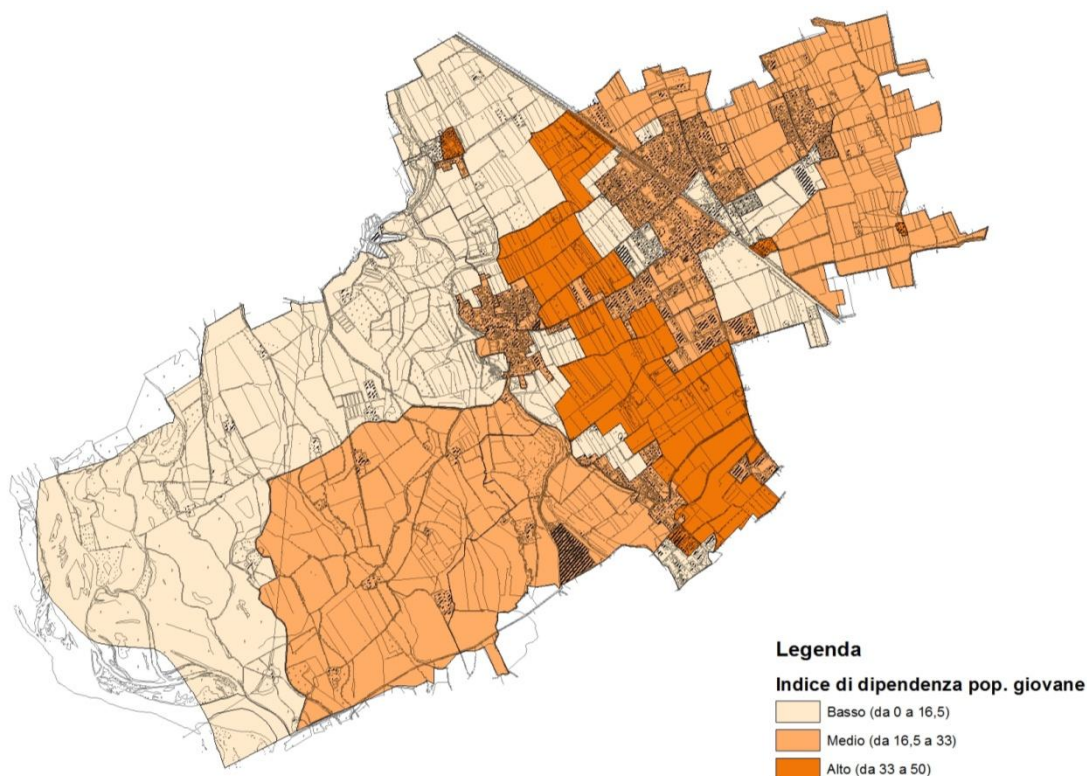 Legenda
Indice di dipendenza pop. giovane
Basso (da 0 a 16,5)
Medio (da 16,5 a 33)
Alto (da 33 a 50)